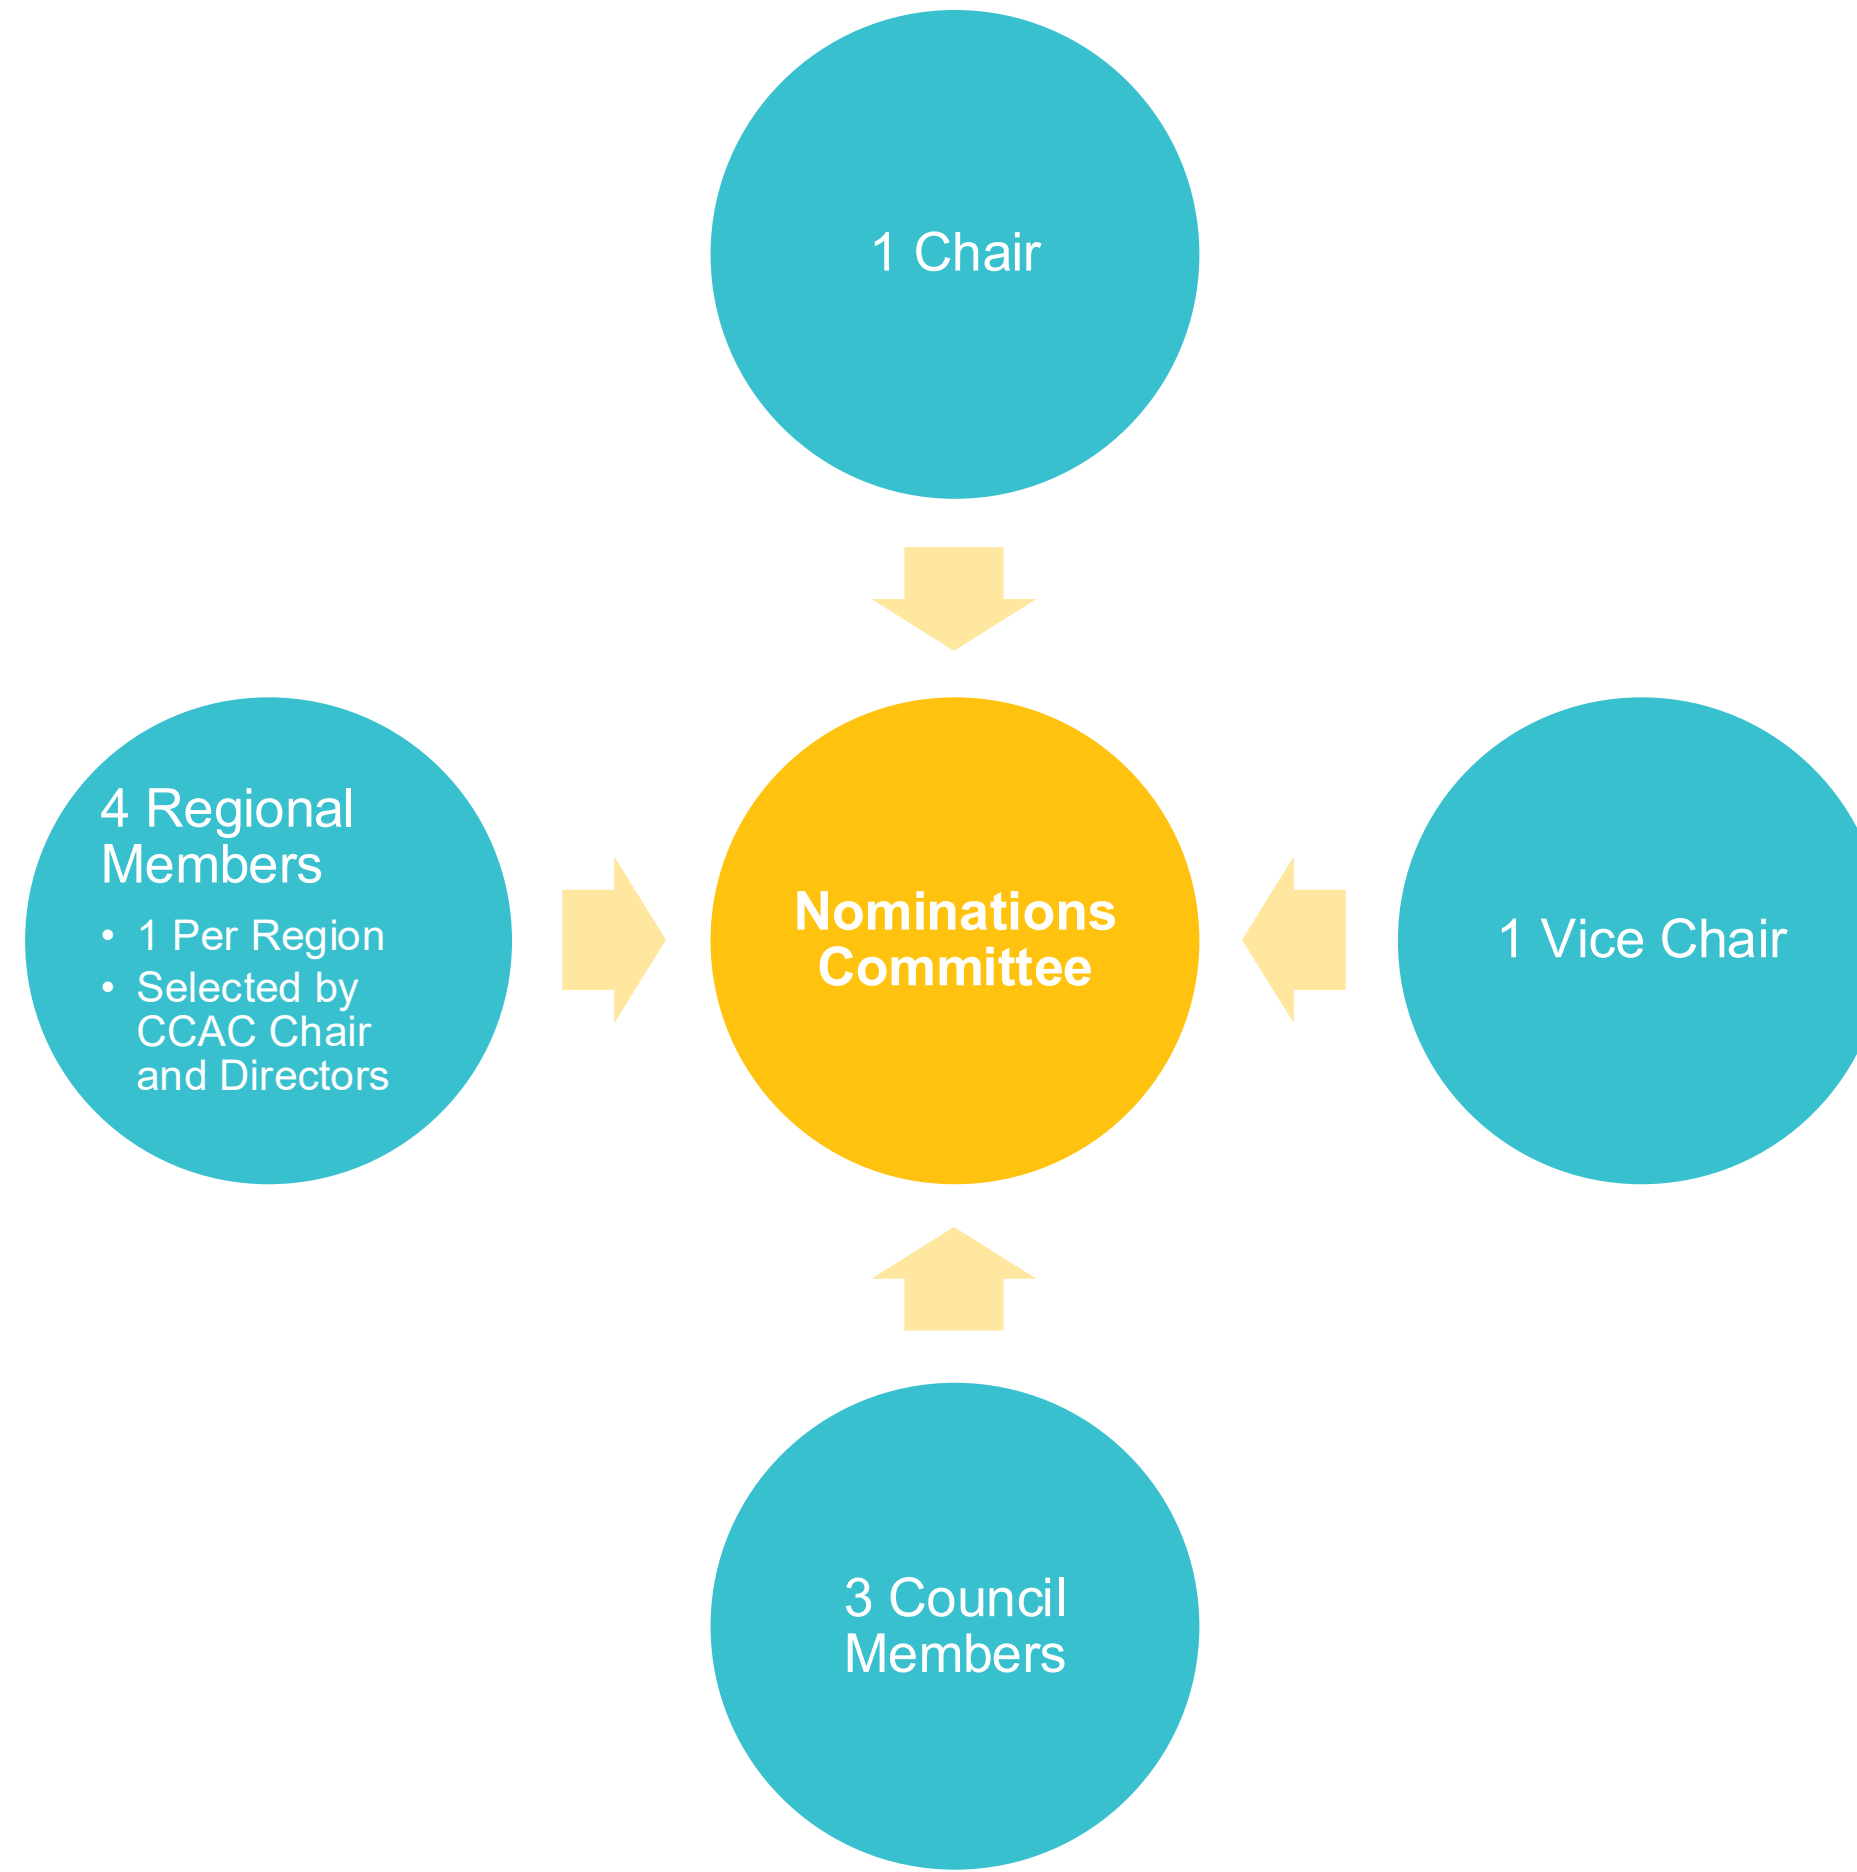 1 Chair
4 Regional
Members
• 1 Per Region
• Selected by
CCAC Chair
and Directors
Nominations
Committee
1 Vice Chair
3 Council
Members